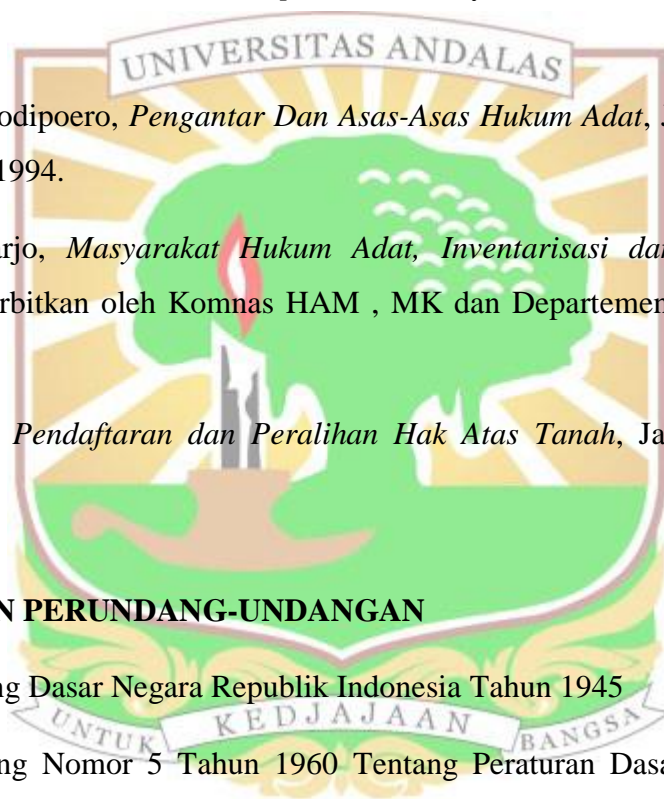 UNIVERSITAS ANDALAS
odipoero, Pengantar Dan Asas-Asas Hukum Adat,
1994.
arjo, Masyarakat Hukum Adat, Inventarisasi dan
rbitkan oleh Komnas HAM , MK dan Departemen
Pendaftaran dan Peralihan Hak Atas Tanah, Ja
N PERUNDANG-UNDANGAN
ng Dasar Negara Republik Indonesia Tahun 1945
UNTUK KEDJAJAAN BANGSA
ng Nomor 5 Tahun 1960 Tentang Peraturan Dasa